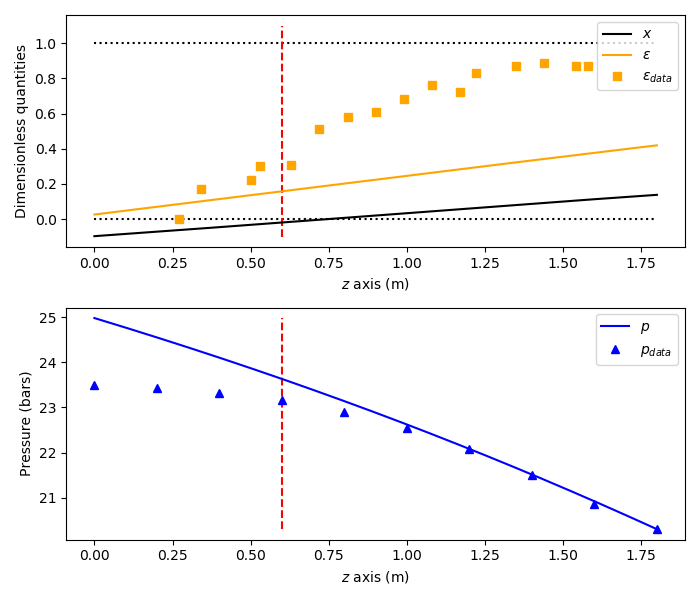 Dimensionless quantities
1.0
0.8
0.6
0.4
0.2
0.0
x
ε
ε_data
0.00 0.25 0.50 0.75 1.00 1.25 1.50 1.75
z axis (m)
Pressure (bars)
25
24
23
22
21
p
p_data
0.00 0.25 0.50 0.75 1.00 1.25 1.50 1.75
z axis (m)